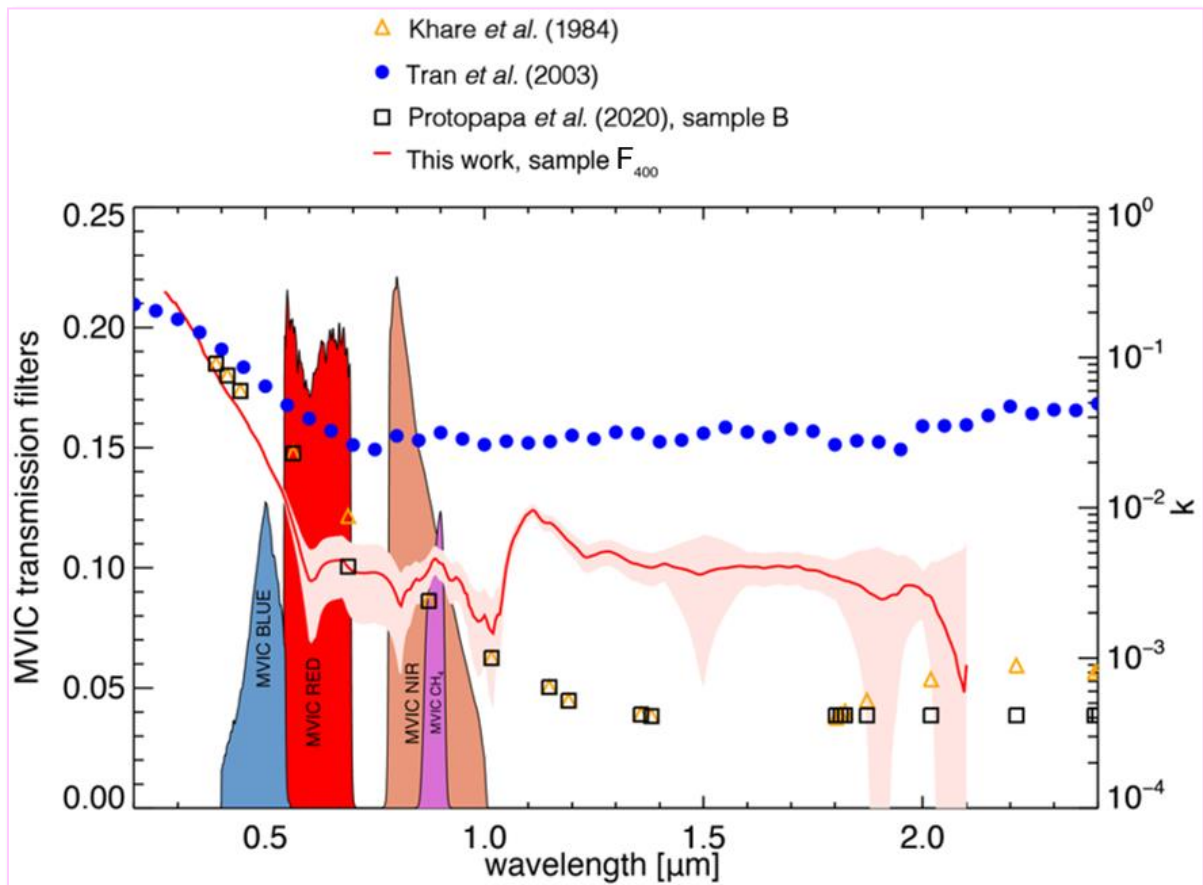 Khare et al. (1984)
Tran et al. (2003)
Protopapa et al. (2020), sample B
This work, sample F₄₀₀
0.25
0.20
0.15
0.10
0.05
0.00
MVIC transmission filters
MVIC BLUE
MVIC RED
MVIC NIR
MVIC CH₄
10⁰
10⁻¹
10⁻²
10⁻³
10⁻⁴
k
0.5
1.0
1.5
2.0
wavelength [μm]